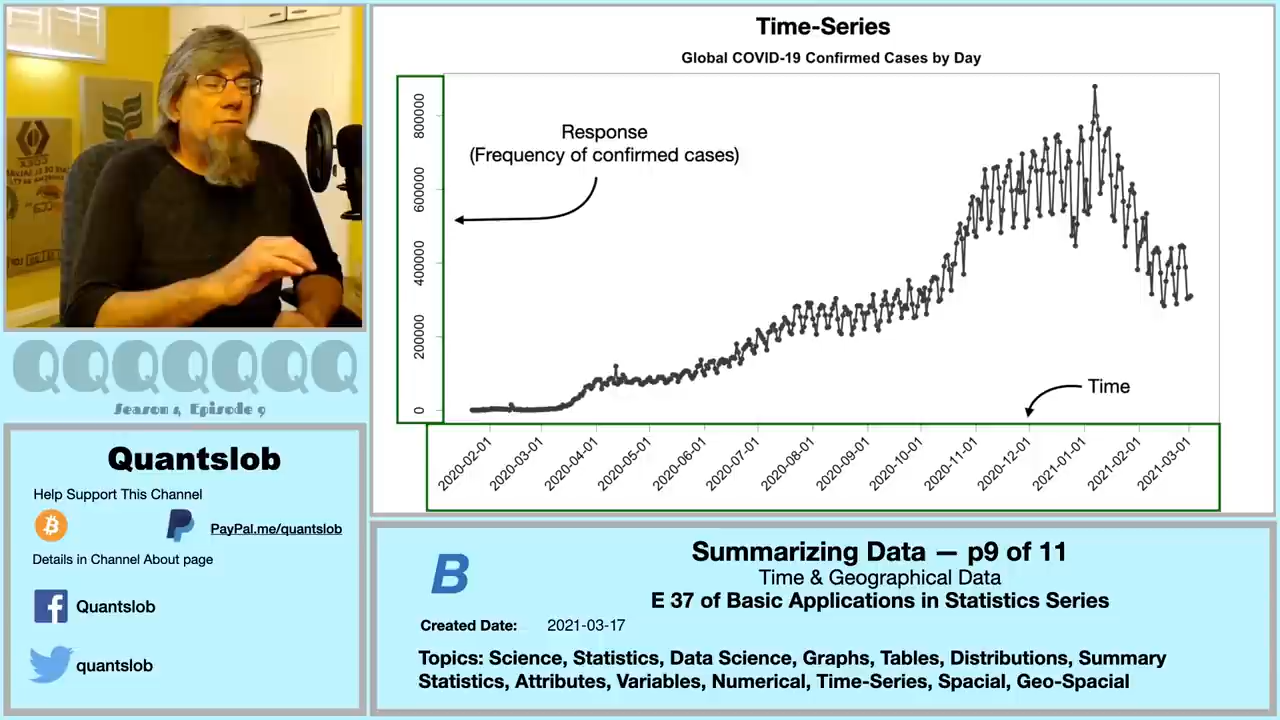 Time-Series
Global COVID-19 Confirmed Cases by Day
800000
600000
400000
200000
0
Response
(Frequency of confirmed cases)
Time
2020-02-01
2020-03-01
2020-04-01
2020-05-01
2020-06-01
2020-07-01
2020-08-01
2020-09-01
2020-10-01
2020-11-01
2020-12-01
2021-01-01
2021-02-01
2021-03-01
QQQQQQQ
Season 1, Episode 9
Quantslob
Help Support This Channel
PayPal.me/quantslob
Details in Channel About page
Quantslob
quantslob
B
Summarizing Data — p9 of 11
Time & Geographical Data
E 37 of Basic Applications in Statistics Series
Created Date: 2021-03-17
Topics: Science, Statistics, Data Science, Graphs, Tables, Distributions, Summary
Statistics, Attributes, Variables, Numerical, Time-Series, Spacial, Geo-Spacial